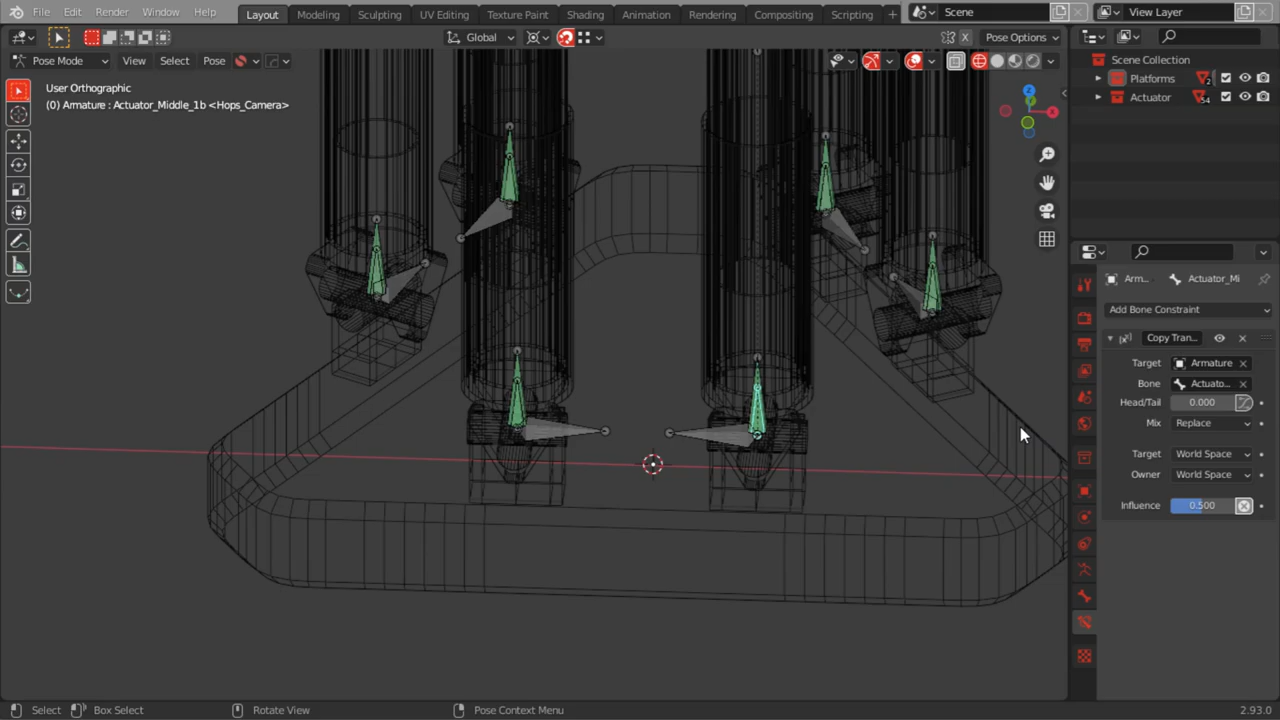 File Edit Render Window Help Layout Modeling Sculpting UV Editing Texture Paint Shading Animation Rendering Compositing Scripting + Scene View Layer
Global Pose Options
Pose Mode View Select Pose
User Orthographic
(0) Armature : Actuator_Middle_1b <Hops_Camera>
Scene Collection
Platforms 2
Actuator 54
Z
Arm... Actuator_Mi
Add Bone Constraint
Copy Tran...
Target Armature
Bone Actuato...
Head/Tail 0.000
Mix Replace
Target World Space
Owner World Space
Influence 0.500
Select Box Select Rotate View Pose Context Menu 2.93.0